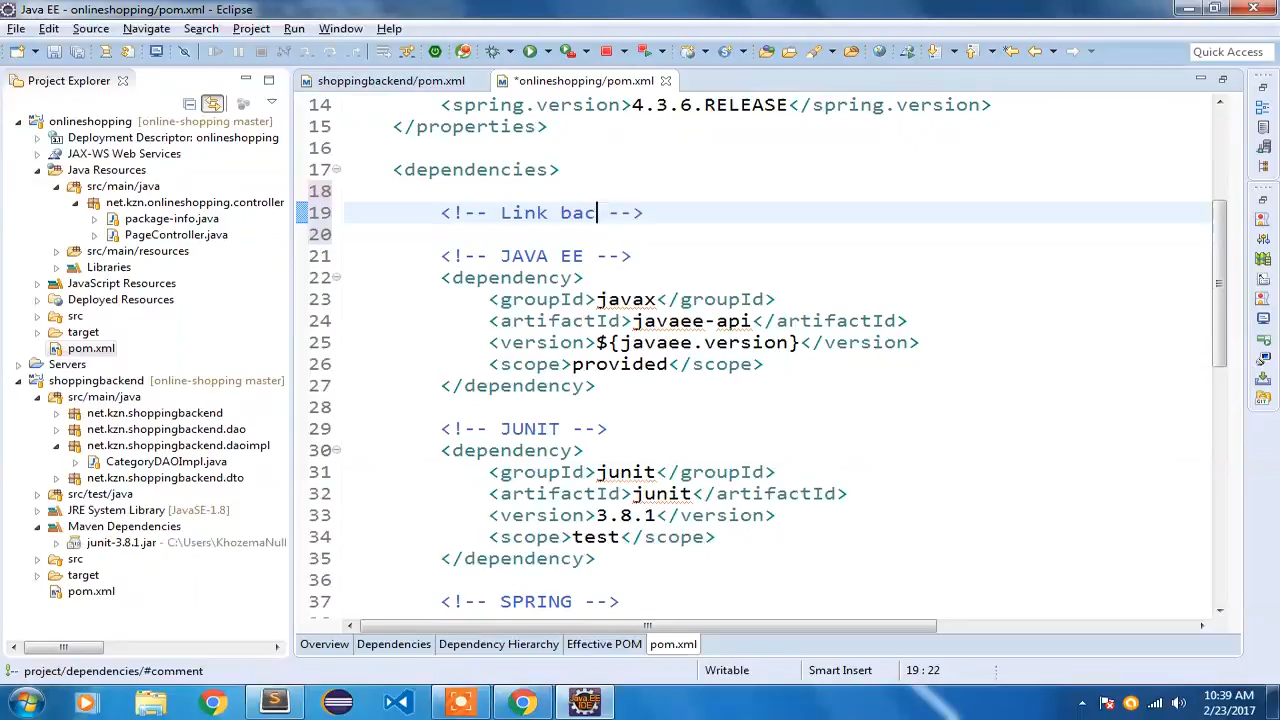 Java EE - onlineshopping/pom.xml - Eclipse
File Edit Source Navigate Search Project Run Window Help
Quick Access
Project Explorer
shoppingbackend/pom.xml
*onlineshopping/pom.xml
onlineshopping [online-shopping master]
Deployment Descriptor: onlineshopping
JAX-WS Web Services
Java Resources
src/main/java
net.kzn.onlineshopping.controller
package-info.java
PageController.java
src/main/resources
Libraries
JavaScript Resources
Deployed Resources
src
target
pom.xml
Servers
shoppingbackend [online-shopping master]
src/main/java
net.kzn.shoppingbackend
net.kzn.shoppingbackend.dao
net.kzn.shoppingbackend.daoimpl
CategoryDAOImpl.java
net.kzn.shoppingbackend.dto
src/test/java
JRE System Library [JavaSE-1.8]
Maven Dependencies
junit-3.8.1.jar - C:\Users\KhozemaNull
src
target
pom.xml
14 <spring.version>4.3.6.RELEASE</spring.version>
15 </properties>
16
17 <dependencies>
18
19 <!-- Link bac -->
20
21 <!-- JAVA EE -->
22 <dependency>
23 <groupId>javax</groupId>
24 <artifactId>javaee-api</artifactId>
25 <version>${javaee.version}</version>
26 <scope>provided</scope>
27 </dependency>
28
29 <!-- JUNIT -->
30 <dependency>
31 <groupId>junit</groupId>
32 <artifactId>junit</artifactId>
33 <version>3.8.1</version>
34 <scope>test</scope>
35 </dependency>
36
37 <!-- SPRING -->
Overview Dependencies Dependency Hierarchy Effective POM pom.xml
project/dependencies/#comment
Writable
Smart Insert
19 : 22
Java EE
IDE
10:39 AM
2/23/2017